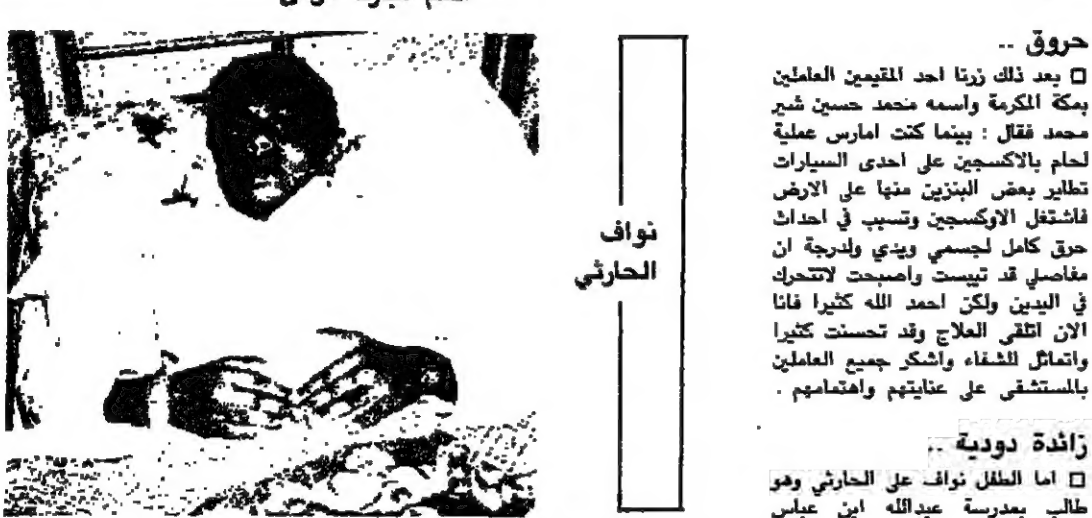 حروق ..
□ بعد ذلك زرنا احد المقيمين العاملين
بمكة المكرمة واسمه محمد حسين شير
محمد فقال : بينما كنت امارس عملية
لحام بالاكسجين على احدى السيارات
تطاير بعض البنزين منها على الارض
فاشتعل الاوكسجين وتسبب في احداث
حرق كامل لجسمي ويدي ولدرجة ان
مفاصلي قد تيبست واصبحت لاتتحرك
في اليدين ولكن احمد الله كثيرا فانا
الان اتلقى العلاج وقد تحسنت كثيرا
واتماثل للشفاء واشكر جميع العاملين
بالمستشفى على عنايتهم واهتمامهم .
زائدة دودية ..
□ اما الطفل نواف على الحارثي وهو
طالب بمدرسة عبدالله ابن عباس
نواف
الحارثي